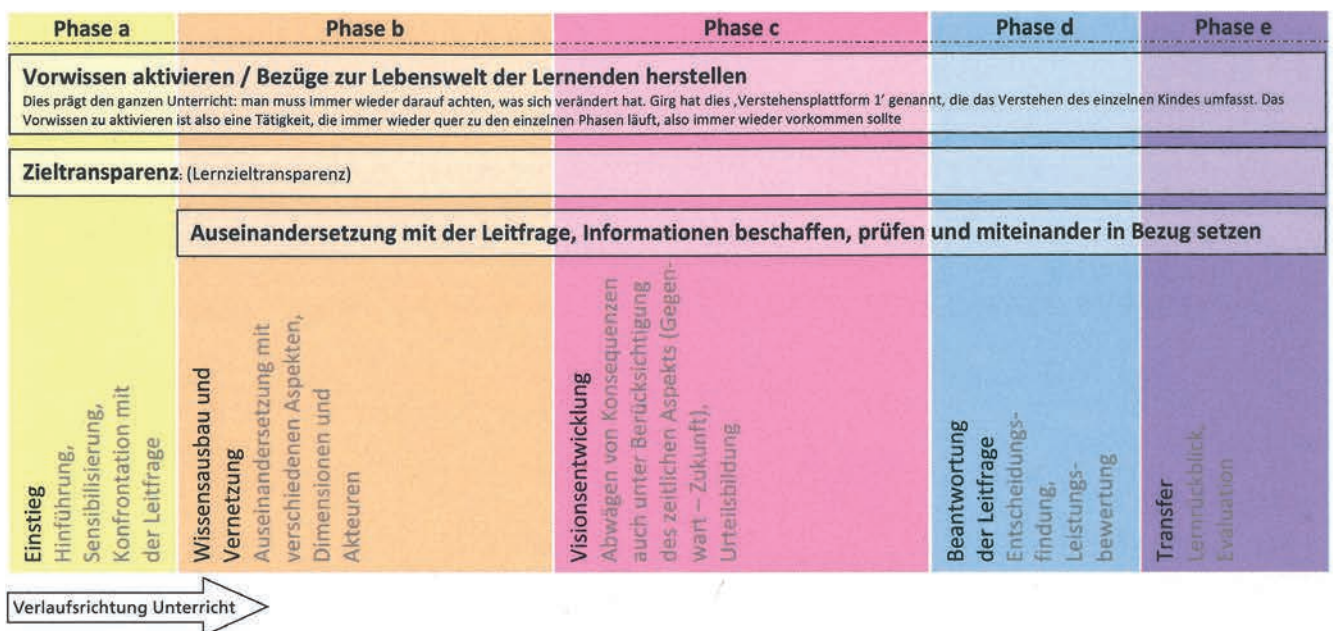 Phase a
Phase b
Phase c
Phase d
Phase e
Vorwissen aktivieren / Bezüge zur Lebenswelt der Lernenden herstellen
Dies prägt den ganzen Unterricht: man muss immer wieder darauf achten, was sich verändert hat. Girg hat dies ‚Verstehensplattform 1' genannt, die das Verstehen des einzelnen Kindes umfasst. Das
Vorwissen zu aktivieren ist also eine Tätigkeit, die immer wieder quer zu den einzelnen Phasen läuft, also immer wieder vorkommen sollte
Zieltransparenz: (Lernzieltransparenz)
Auseinandersetzung mit der Leitfrage, Informationen beschaffen, prüfen und miteinander in Bezug setzen
Einstieg
Hinführung,
Sensibilisierung,
Konfrontation mit
der Leitfrage
Wissensausbau und
Vernetzung
Auseinandersetzung mit
verschiedenen Aspekten,
Dimensionen und
Akteuren
Visionsentwicklung
Abwägen von Konsequenzen
auch unter Berücksichtigung
des zeitlichen Aspekts (Gegen-
wart – Zukunft),
Urteilsbildung
Beantwortung
der Leitfrage
Entscheidungs-
findung,
Leistungs-
bewertung
Transfer
Lernrückblick,
Evaluation
Verlaufsrichtung Unterricht